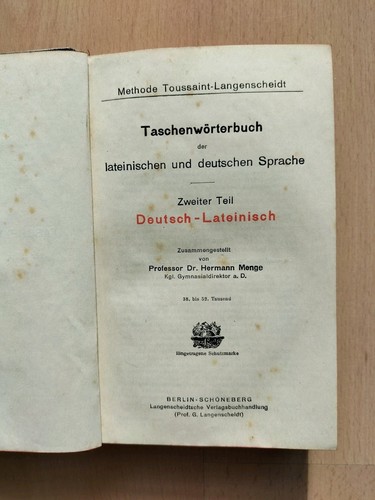 Methode Toussaint-Langenscheidt
Taschenwörterbuch
der
lateinischen und deutschen Sprache
Zweiter Teil
Deutsch-Lateinisch
Zusammengestellt
von
Professor Dr. Hermann Menge
Kgl. Gymnasialdirektor a. D.
Eingetragene Schutzmarke
BERLIN-SCHÖNEBERG
Langenscheidtsche Verlagsbuchhandlung
(Prof. G. Langenscheidt)